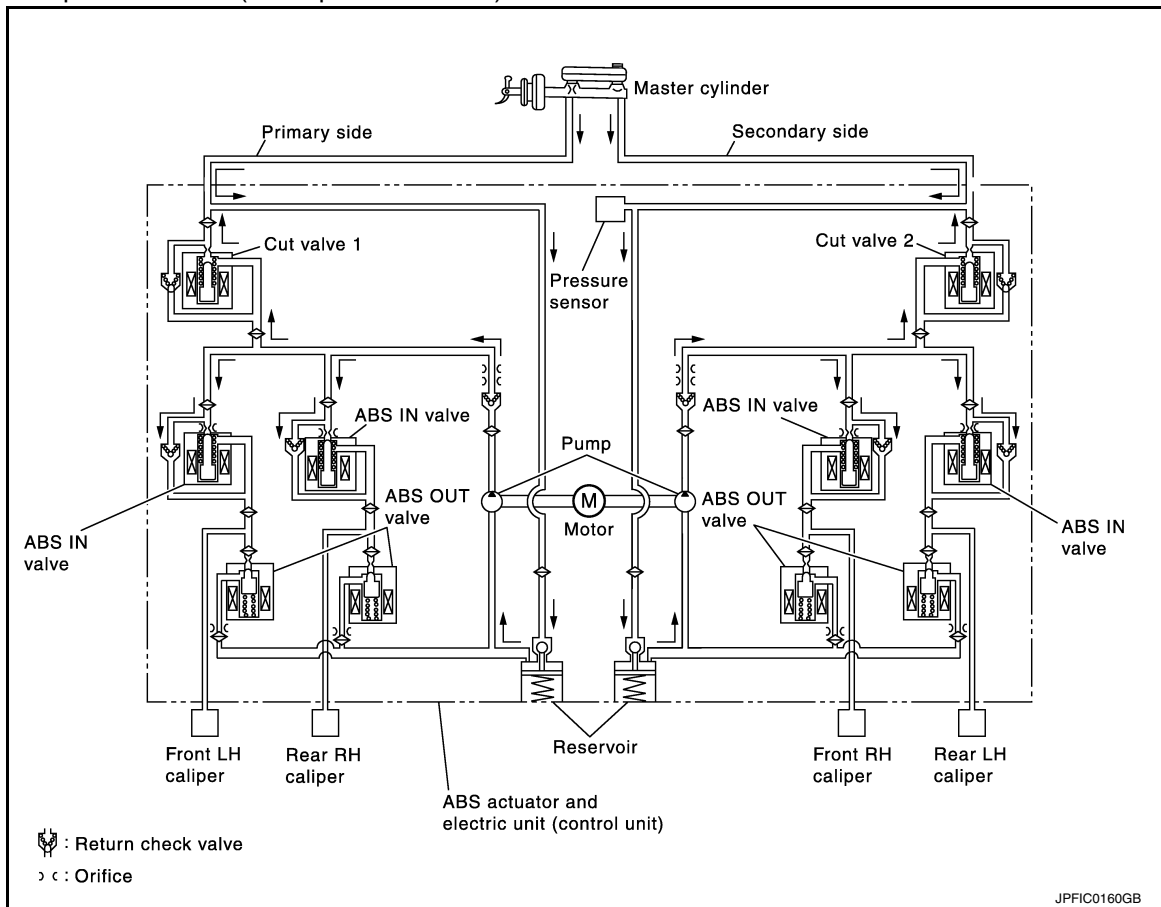 Master cylinder
Primary side
Secondary side
Cut valve 1
Cut valve 2
Pressure
sensor
ABS IN valve
ABS IN valve
Pump
ABS OUT
valve
M
Motor
ABS OUT
valve
ABS IN
valve
ABS IN
valve
Front LH
caliper
Rear RH
caliper
Reservoir
Front RH
caliper
Rear LH
caliper
ABS actuator and
electric unit (control unit)
: Return check valve
: Orifice
JPFIC0160GB